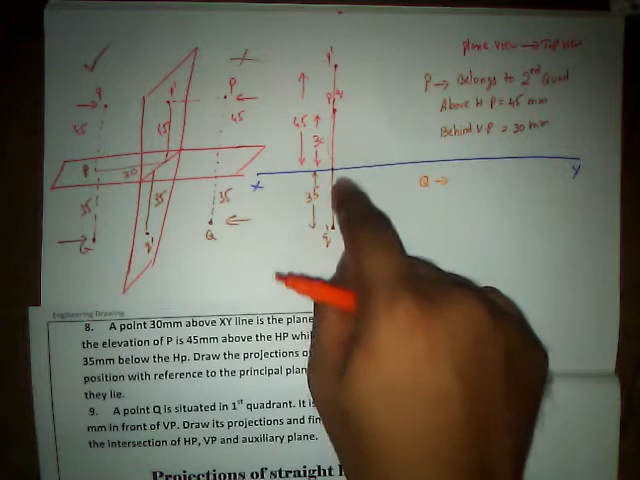 plane view → Top view
P → Belongs to 2nd Quad
Above H P = 45 mm
Behind V P = 30 mm
Q →
X
Y
P'
45
30
35
q'
P'
P
45
45
P
30
35
35
35
Q
q'
Q
Engineering Drawing
8. A point 30mm above XY line is the plane
the elevation of P is 45mm above the HP whil
35mm below the Hp. Draw the projections o
position with reference to the principal plan
they lie.
9. A point Q is situated in 1st quadrant. It is
mm in front of VP. Draw its projections and fin
the intersection of HP, VP and auxiliary plane.
Projections of straight l